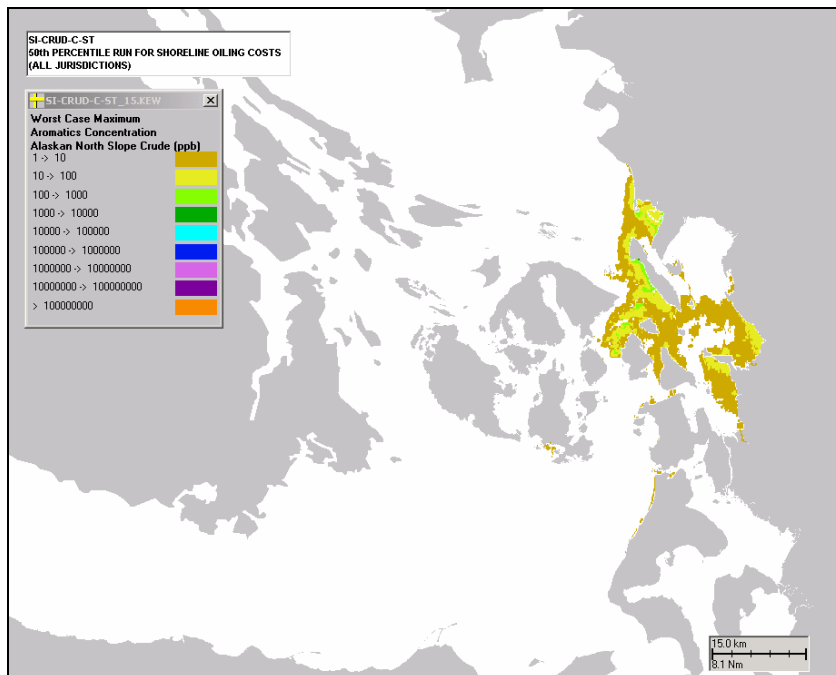 SI-CRUD-C-ST
50th PERCENTILE RUN FOR SHORELINE OILING COSTS
(ALL JURISDICTIONS)
SI-CRUD-C-ST_15.KEW
Worst Case Maximum
Aromatics Concentration
Alaskan North Slope Crude (ppb)
1 -> 10
10 -> 100
100 -> 1000
1000 -> 10000
10000 -> 100000
100000 -> 1000000
1000000 -> 10000000
10000000 -> 100000000
> 100000000
15.0 km
8.1 Nm